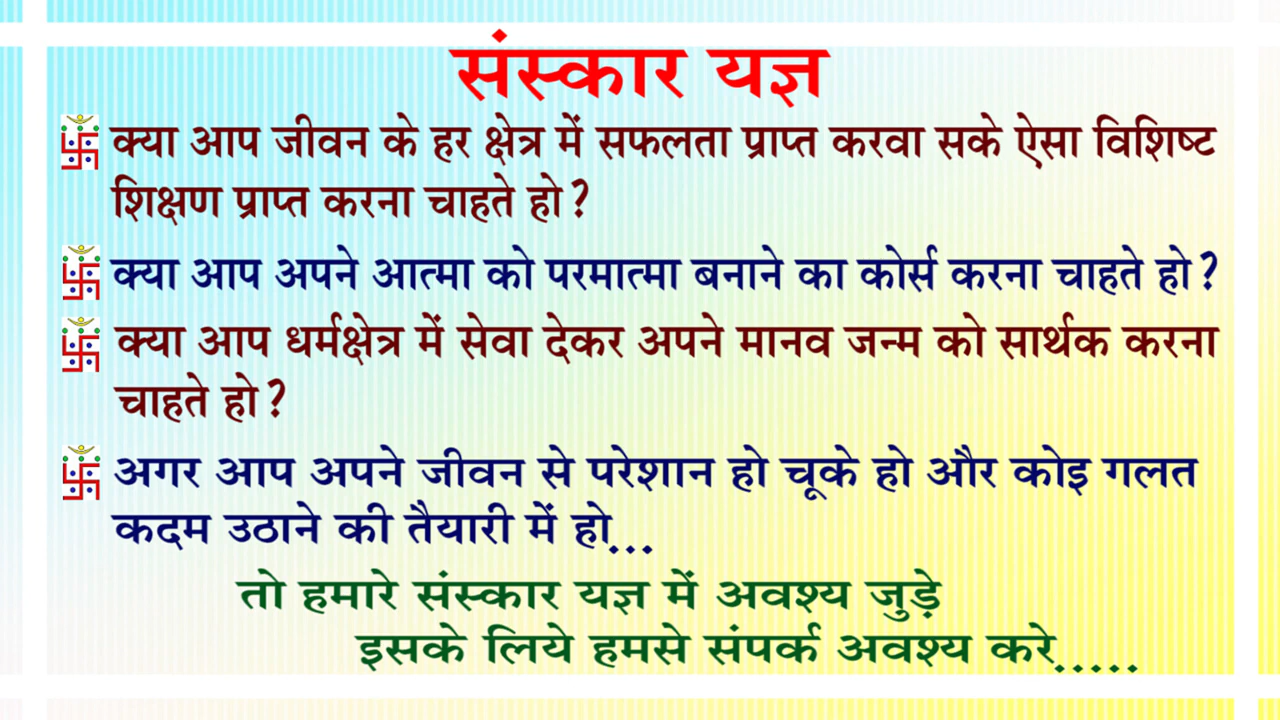 संस्कार यज्ञ
क्या आप जीवन के हर क्षेत्र में सफलता प्राप्त करवा सके ऐसा विशिष्ट
शिक्षण प्राप्त करना चाहते हो?
क्या आप अपने आत्मा को परमात्मा बनाने का कोर्स करना चाहते हो?
क्या आप धर्मक्षेत्र में सेवा देकर अपने मानव जन्म को सार्थक करना
चाहते हो?
अगर आप अपने जीवन से परेशान हो चूके हो और कोइ गलत
कदम उठाने की तैयारी में हो...
तो हमारे संस्कार यज्ञ में अवश्य जुड़े
इसके लिये हमसे संपर्क अवश्य करे.....